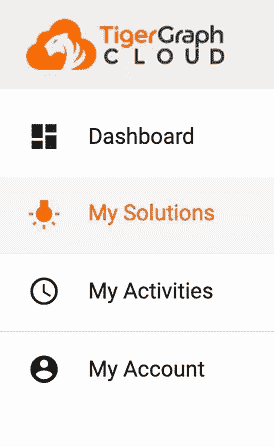 TigerGraph
CLOUD
Dashboard
My Solutions
My Activities
My Account